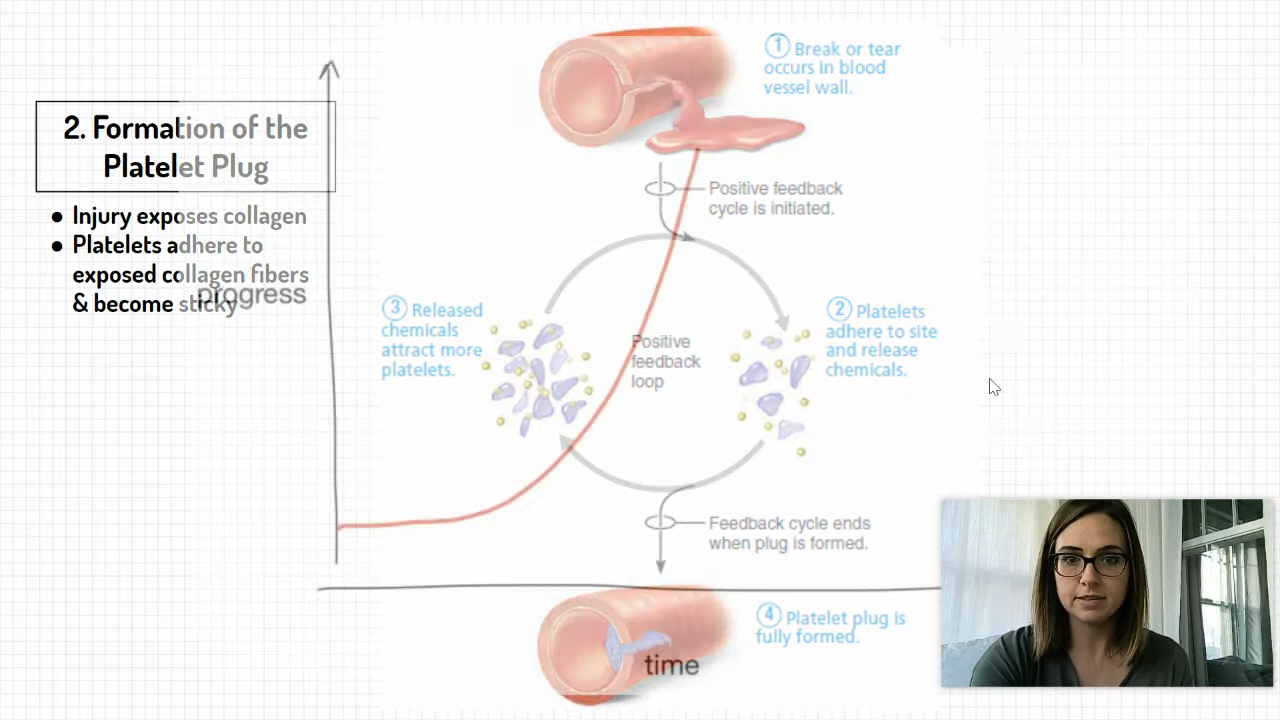 2. Formation of the
Platelet Plug
● Injury exposes collagen
● Platelets adhere to
exposed collagen fibers
& become sticky
progress
1 Break or tear
occurs in blood
vessel wall.
Positive feedback
cycle is initiated.
3 Released
chemicals
attract more
platelets.
Positive
feedback
loop
2 Platelets
adhere to site
and release
chemicals.
Feedback cycle ends
when plug is formed.
4 Platelet plug is
fully formed.
time